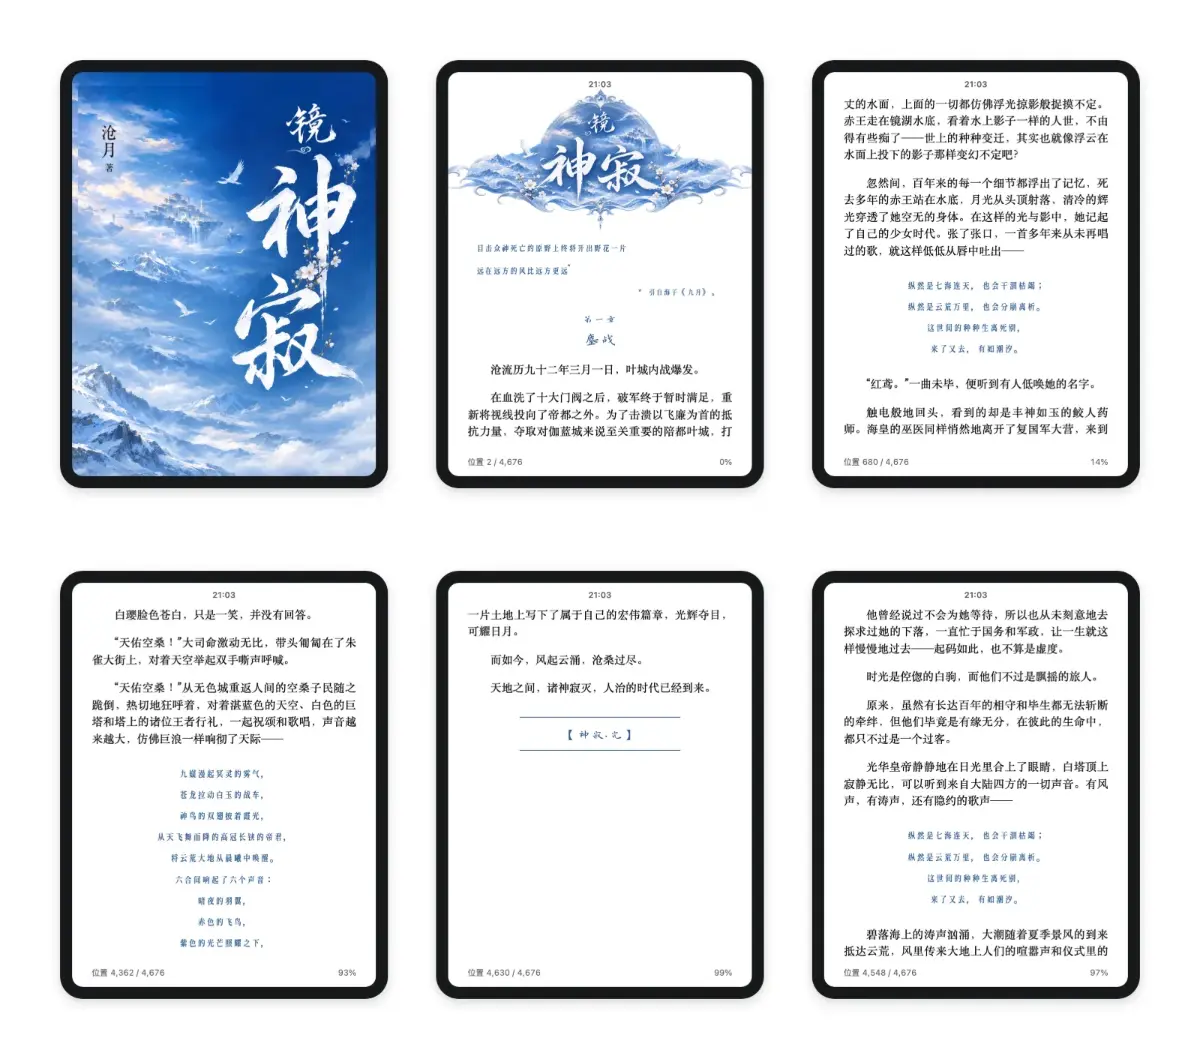 沧月 著
镜
神寂
21:03
镜
神寂
目击众神死亡的原野上终将开出野花一片
远在远方的风比远方更远*
* 引自海子《九月》。
第一章
鏖战
沧流历九十二年三月一日，叶城内战爆发。
在血洗了十大门阀之后，破军终于暂时满足，重
新将视线投向了帝都之外。为了击溃以飞廉为首的抵
抗力量，夺取对伽蓝城来说至关重要的陪都叶城，打
位置 2 / 4,676
0%
21:03
丈的水面，上面的一切都仿佛浮光掠影般捉摸不定。
赤王走在镜湖水底，看着水上影子一样的人世，不由
得有些痴了——世上的种种变迁，其实也就像浮云在
水面上投下的影子那样变幻不定吧？
忽然间，百年来的每一个细节都浮出了记忆，死
去多年的赤王站在水底，月光从头顶射落，清冷的辉
光穿透了她空无的身体。在这样的光与影中，她记起
了自己的少女时代。张了张口，一首多年来从未再唱
过的歌，就这样低低从唇中吐出——
纵然是七海连天，也会干涸枯竭；
纵然是云荒万里，也会分崩离析。
这世间的种种生离死别，
来了又去，有如潮汐。
“红鸢。”一曲未毕，便听到有人低唤她的名字。
触电般地回头，看到的却是丰神如玉的鲛人药
师。海皇的巫医同样悄然地离开了复国军大营，来到
位置 680 / 4,676
14%
21:03
白璎脸色苍白，只是一笑，并没有回答。
“天佑空桑！”大司命激动无比，带头匍匐在了朱
雀大街上，对着天空举起双手嘶声呼喊。
“天佑空桑！”从无色城重返人间的空桑子民随之
跪倒，热切地狂呼着，对着湛蓝色的天空、白色的巨
塔和塔上的诸位王者行礼，一起祝颂和歌唱，声音越
来越大，仿佛巨浪一样响彻了天际——
九嶷漫起冥灵的雾气，
苍龙拉动白玉的战车，
神鸟的双翅披着霞光，
从天飞舞而降的高冠长铗的帝君，
将云荒大地从晨曦中唤醒。
六合间响起了六个声音：
暗夜的羽翼，
赤色的飞鸟，
紫色的光芒照耀之下，
位置 4,362 / 4,676
93%
21:03
一片土地上写下了属于自己的宏伟篇章，光辉夺目，
可耀日月。
而如今，风起云涌，沧桑过尽。
天地之间，诸神寂灭，人治的时代已经到来。
【神寂·完】
位置 4,630 / 4,676
99%
21:03
他曾经说过不会为她等待，所以也从未刻意地去
探求过她的下落，一直忙于国务和军政，让一生就这
样慢慢地过去——起码如此，也不算是虚度。
时光是倥偬的白驹，而他们不过是飘摇的旅人。
原来，虽然有长达百年的相守和毕生都无法斩断
的牵绊，但他们毕竟是有缘无分，在彼此的生命中，
都只不过是一个过客。
光华皇帝静静地在日光里合上了眼睛，白塔顶上
寂静无比，可以听到来自大陆四方的一切声音。有风
声，有涛声，还有隐约的歌声——
纵然是七海连天，也会干涸枯竭；
纵然是云荒万里，也会分崩离析。
这世间的种种生离死别，
来了又去，有如潮汐。
碧落海上的涛声汹涌，大潮随着夏季景风的到来
抵达云荒，风里传来大地上人们的喧嚣声和仪式里的
位置 4,548 / 4,676
97%